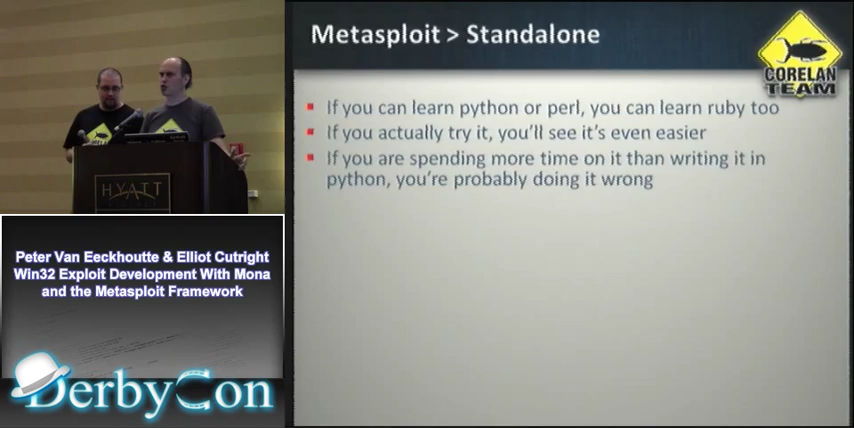 Metasploit > Standalone
CORELAN
TEAM
If you can learn python or perl, you can learn ruby too
If you actually try it, you'll see it's even easier
If you are spending more time on it than writing it in
python, you're probably doing it wrong
HYATT
Peter Van Eeckhoutte & Elliot Cutright
Win32 Exploit Development With Mona
and the Metasploit Framework
DerbyCon